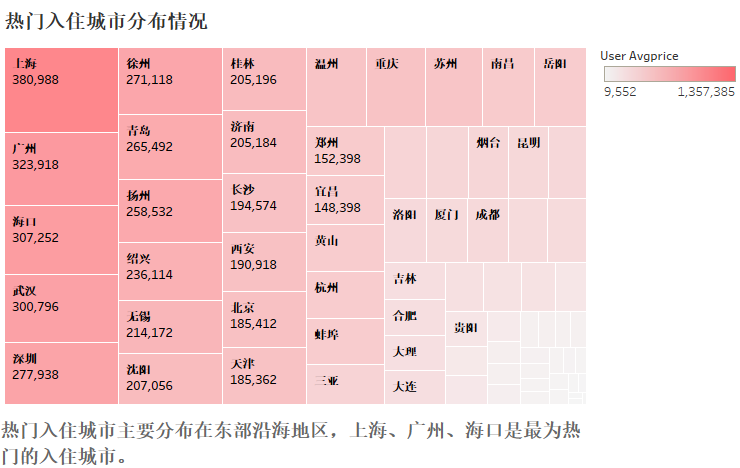 热门入住城市分布情况
User Avgprice
9,552 1,357,385
上海
380,988
广州
323,918
海口
307,252
武汉
300,796
深圳
277,938
徐州
271,118
青岛
265,492
扬州
258,532
绍兴
236,114
无锡
214,172
沈阳
207,056
桂林
205,196
济南
205,184
长沙
194,574
西安
190,918
北京
185,412
天津
185,362
温州
重庆
苏州
南昌
岳阳
郑州
152,398
宜昌
148,398
黄山
杭州
蚌埠
三亚
烟台
昆明
洛阳
厦门
成都
吉林
合肥
大理
大连
贵阳
热门入住城市主要分布在东部沿海地区，上海、广州、海口是最为热
门的入住城市。